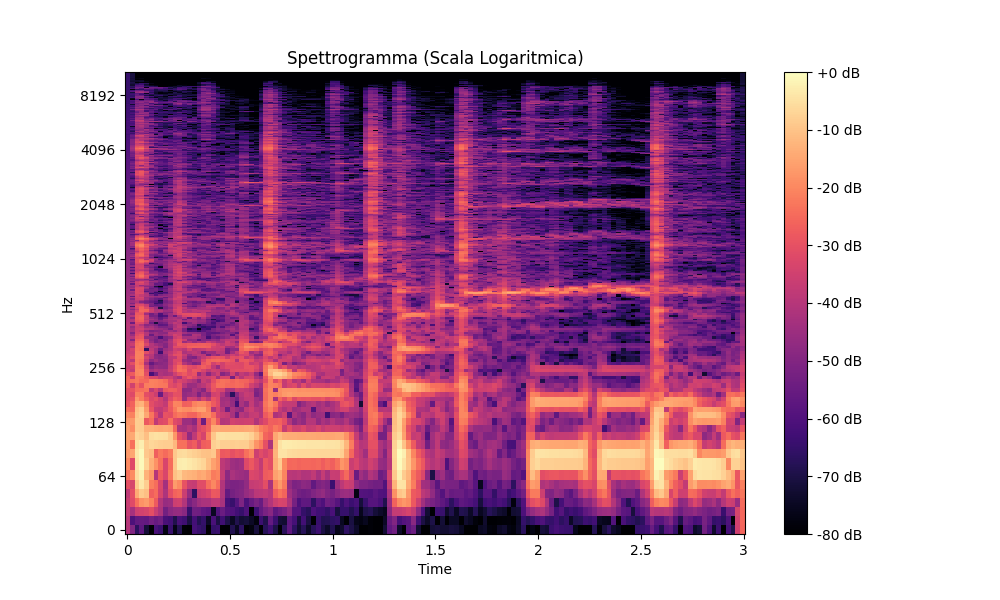 Spettrogramma (Scala Logaritmica)
Hz
8192
4096
2048
1024
512
256
128
64
0
0 0.5 1 1.5 2 2.5 3
Time
+0 dB
-10 dB
-20 dB
-30 dB
-40 dB
-50 dB
-60 dB
-70 dB
-80 dB